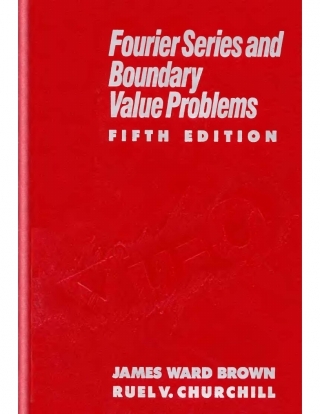 Fourier Series and
Boundary
Value Problems
FIFTH EDITION
JAMES WARD BROWN
RUEL V. CHURCHILL